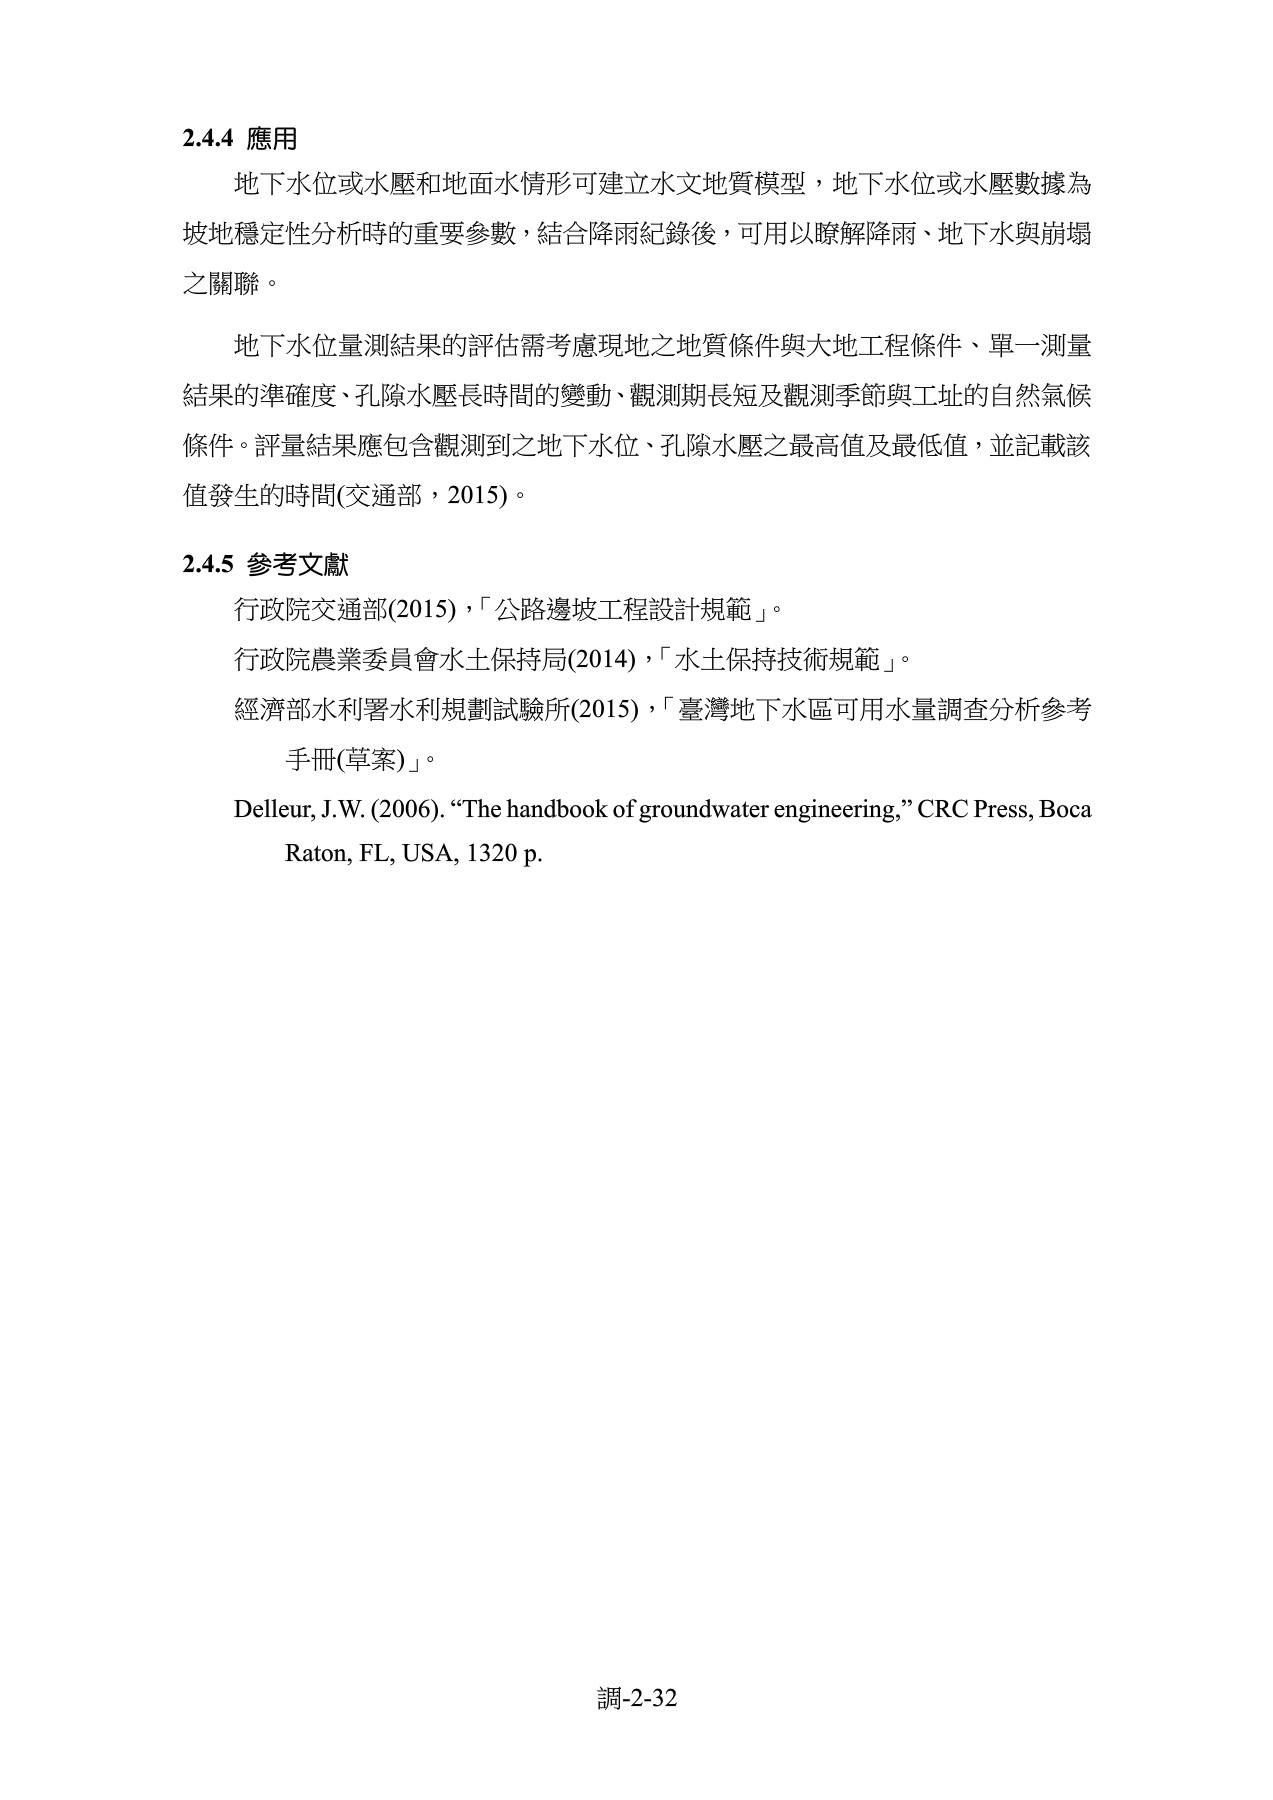 2.4.4 應用
地下水位或水壓和地面水情形可建立水文地質模型，地下水位或水壓數據為
坡地穩定性分析時的重要參數，結合降雨紀錄後，可用以瞭解降雨、地下水與崩塌
之關聯。
地下水位量測結果的評估需考慮現地之地質條件與大地工程條件、單一測量
結果的準確度、孔隙水壓長時間的變動、觀測期長短及觀測季節與工址的自然氣候
條件。評量結果應包含觀測到之地下水位、孔隙水壓之最高值及最低值，並記載該
值發生的時間(交通部，2015)。
2.4.5 參考文獻
行政院交通部(2015)，「公路邊坡工程設計規範」。
行政院農業委員會水土保持局(2014)，「水土保持技術規範」。
經濟部水利署水利規劃試驗所(2015)，「臺灣地下水區可用水量調查分析參考
手冊(草案)」。
Delleur, J.W. (2006). “The handbook of groundwater engineering,” CRC Press, Boca
Raton, FL, USA, 1320 p.
調-2-32